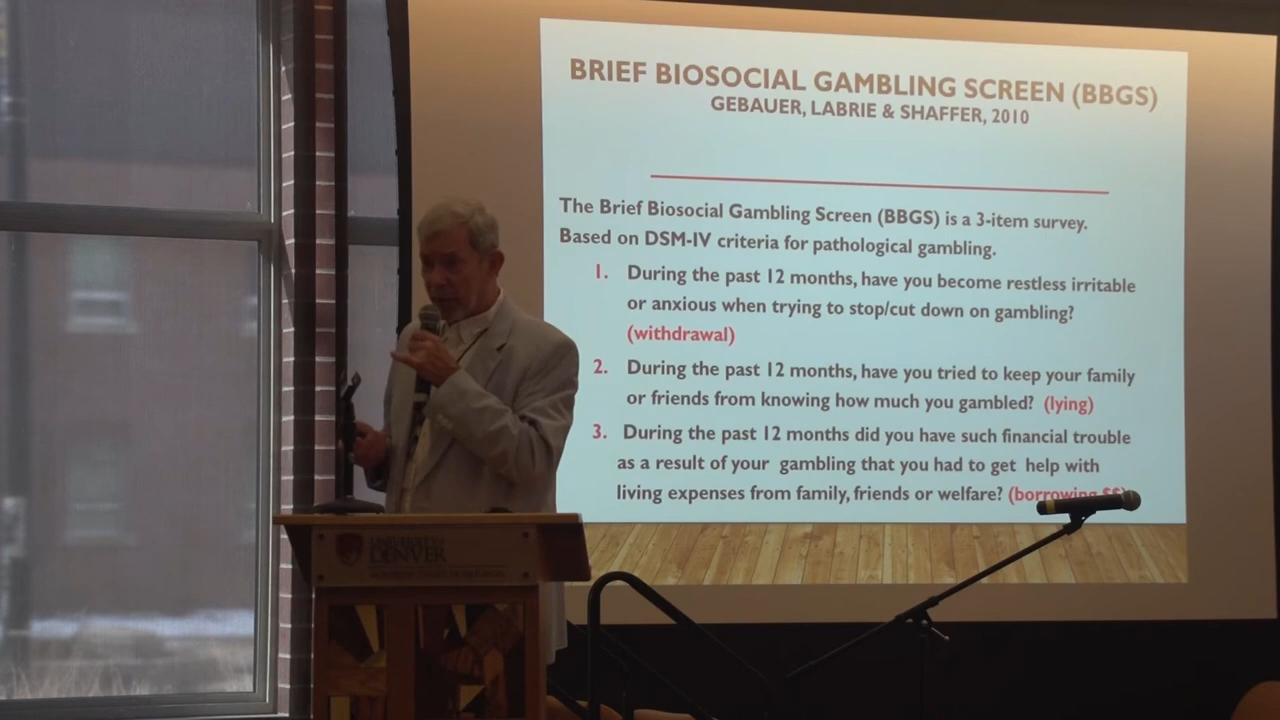 BRIEF BIOSOCIAL GAMBLING SCREEN (BBGS)
GEBAUER, LABRIE & SHAFFER, 2010
The Brief Biosocial Gambling Screen (BBGS) is a 3-item survey.
Based on DSM-IV criteria for pathological gambling.
1. During the past 12 months, have you become restless irritable
or anxious when trying to stop/cut down on gambling?
(withdrawal)
2. During the past 12 months, have you tried to keep your family
or friends from knowing how much you gambled? (lying)
3. During the past 12 months did you have such financial trouble
as a result of your gambling that you had to get help with
living expenses from family, friends or welfare? (borrowing $$)
UNIVERSITY OF
DENVER